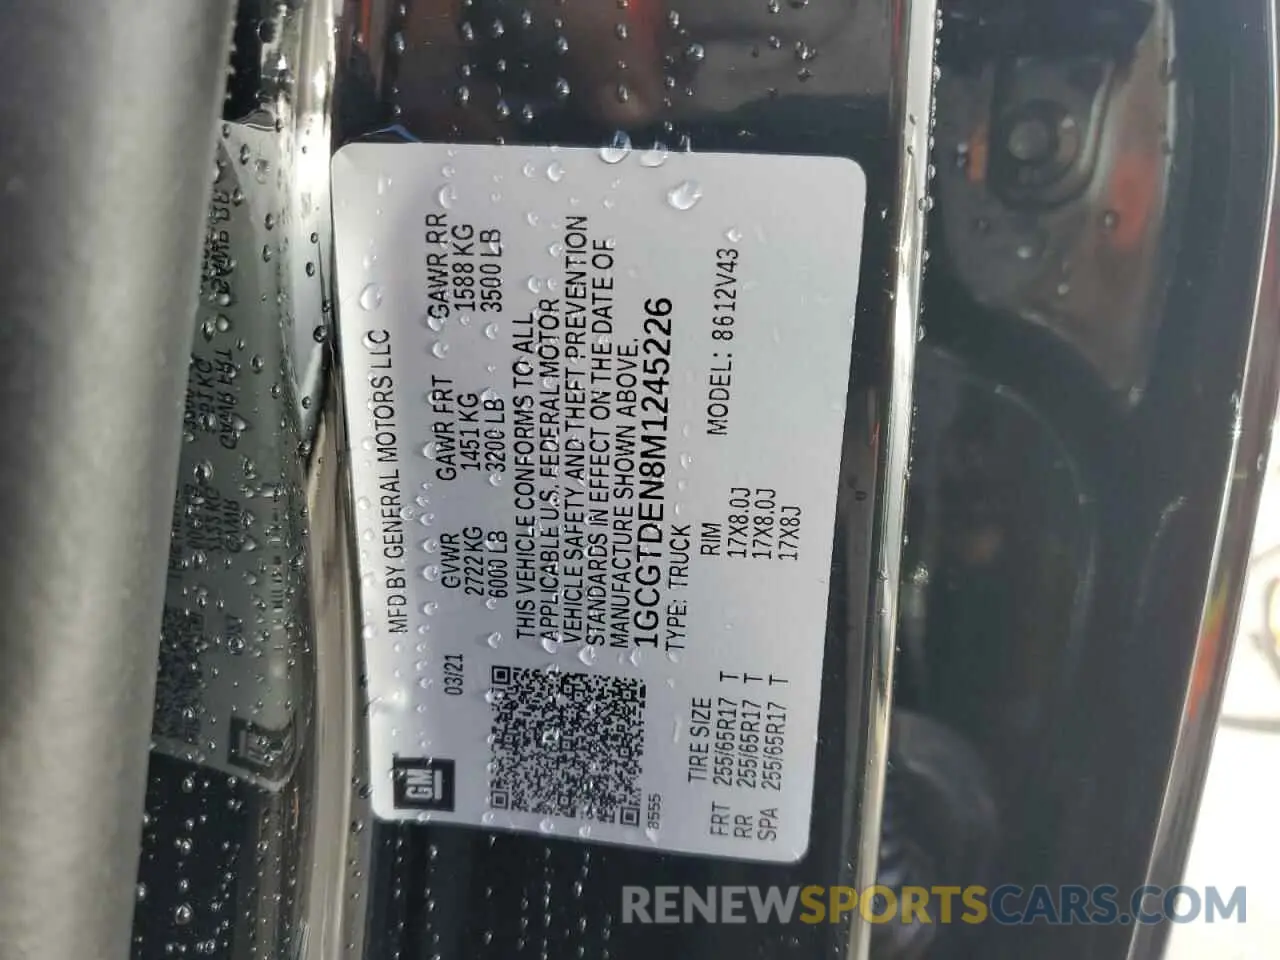 MFD BY GENERAL MOTORS LLC
03/21
GVWR GAWR FRT GAWR RR
2722 KG 1451 KG 1588 KG
6000 LB 3200 LB 3500 LB
THIS VEHICLE CONFORMS TO ALL
APPLICABLE U.S. FEDERAL MOTOR
VEHICLE SAFETY AND THEFT PREVENTION
STANDARDS IN EFFECT ON THE DATE OF
MANUFACTURE SHOWN ABOVE.
1GCGTDEN8M1245226
TYPE: TRUCK
GM
8555
MODEL: 8612V43
TIRE SIZE RIM
FRT 255/65R17 T 17X8.0J
RR 255/65R17 T 17X8.0J
SPA 255/65R17 T 17X8J
RENEWSPORTSCARS.COM